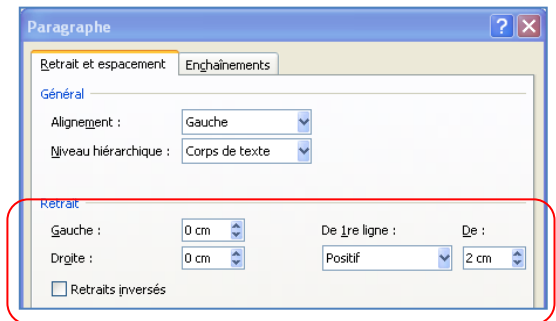 Paragraphe
Retrait et espacement Enchaînements
Général
Alignement : Gauche
Niveau hiérarchique : Corps de texte
Retrait
Gauche : 0 cm De 1re ligne : De :
Droite : 0 cm Positif 2 cm
Retraits inversés